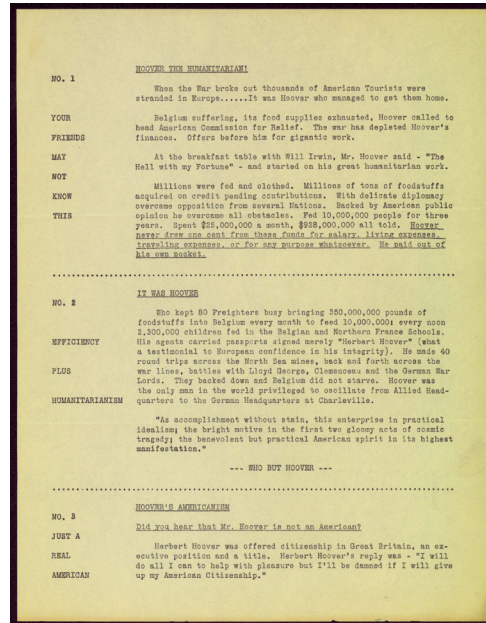 HOOVER THE HUMANITARIAN!
NO. 1
When the War broke out thousands of American Tourists were
stranded in Europe......It was Hoover who managed to get them home.
YOUR
Belgium suffering, its food supplies exhausted, Hoover called to
FRIENDS
head American Commission for Relief. The war has depleted Hoover's
finances. Offers before him for gigantic work.
MAY
At the breakfast table with Will Irwin, Mr. Hoover said - "The
NOT
Hell with my Fortune" - and started on his great humanitarian work.
Millions were fed and clothed. Millions of tons of foodstuffs
KNOW
acquired on credit pending contributions. With delicate diplomacy
overcame opposition from several Nations. Backed by American public
THIS
opinion he overcame all obstacles. Fed 10,000,000 people for three
years. Spent $25,000,000 a month, $928,000,000 all told. Hoover
never drew one cent from these funds for salary, living expenses,
traveling expenses, or for any purpose whatsoever. He paid out of
his own pocket.
IT WAS HOOVER
NO. 2
Who kept 80 Freighters busy bringing 350,000,000 pounds of
foodstuffs into Belgium every month to feed 10,000,000; every noon
2,300,000 children fed in the Belgian and Northern France Schools.
EFFICIENCY
His agents carried passports signed merely "Herbert Hoover" (what
a testimonial to European confidence in his integrity). He made 40
PLUS
round trips across the North Sea mines, back and forth across the
war lines, battles with Lloyd George, Clemenceau and the German War
Lords. They backed down and Belgium did not starve. Hoover was
the only man in the world privileged to oscillate from Allied Head-
HUMANITARIANISM
quarters to the German Headquarters at Charleville.
"As accomplishment without stain, this enterprise in practical
idealism; the bright motive in the first two gloomy acts of cosmic
tragedy; the benevolent but practical American spirit in its highest
manifestation."
--- WHO BUT HOOVER ---
HOOVER'S AMERICANISM
NO. 3
Did you hear that Mr. Hoover is not an American?
JUST A
Herbert Hoover was offered citizenship in Great Britain, an ex-
REAL
ecutive position and a title. Herbert Hoover's reply was - "I will
do all I can to help with pleasure but I'll be damned if I will give
AMERICAN
up my American Citizenship."